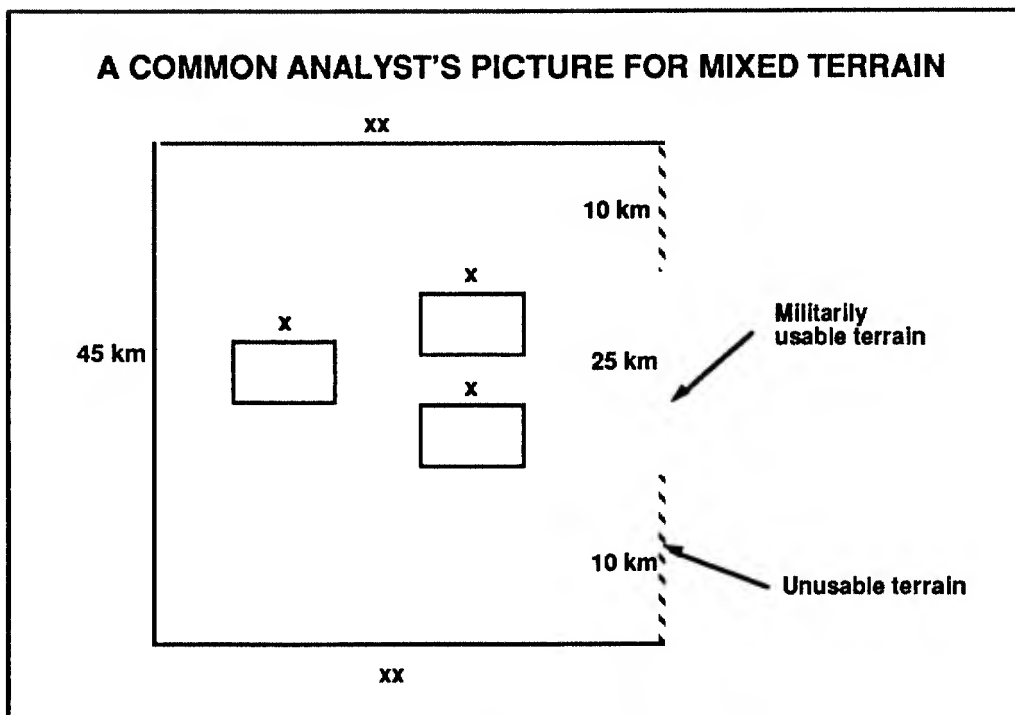 A COMMON ANALYST'S PICTURE FOR MIXED TERRAIN
xx
10 km
x
x
Militarily
usable terrain
45 km
25 km
x
10 km
Unusable terrain
xx